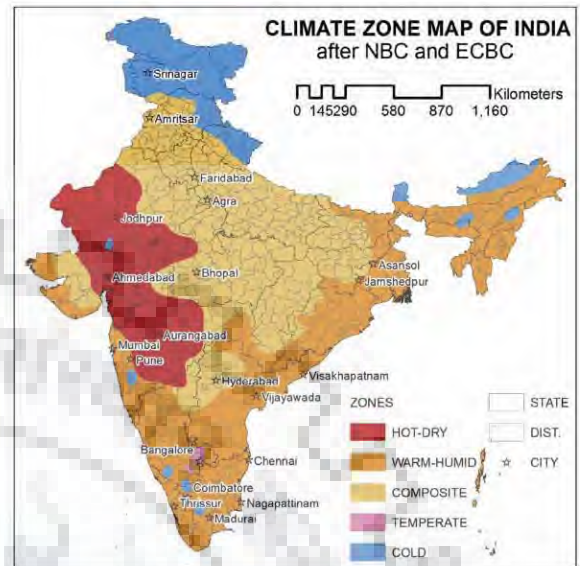 CLIMATE ZONE MAP OF INDIA
after NBC and ECBC
Kilometers
0 145290 580 870 1,160
Srinagar
Amritsar
Faridabad
Agra
Jodhpur
Ahmedabad
Bhopal
Asansol
Jamshedpur
Aurangabad
Mumbai
Pune
Hyderabad
Visakhapatnam
Vijayawada
Bangalore
Chennai
Coimbatore
Thrissur
Nagapattinam
Madurai
ZONES
HOT-DRY
WARM-HUMID
COMPOSITE
TEMPERATE
COLD
STATE
DIST.
CITY